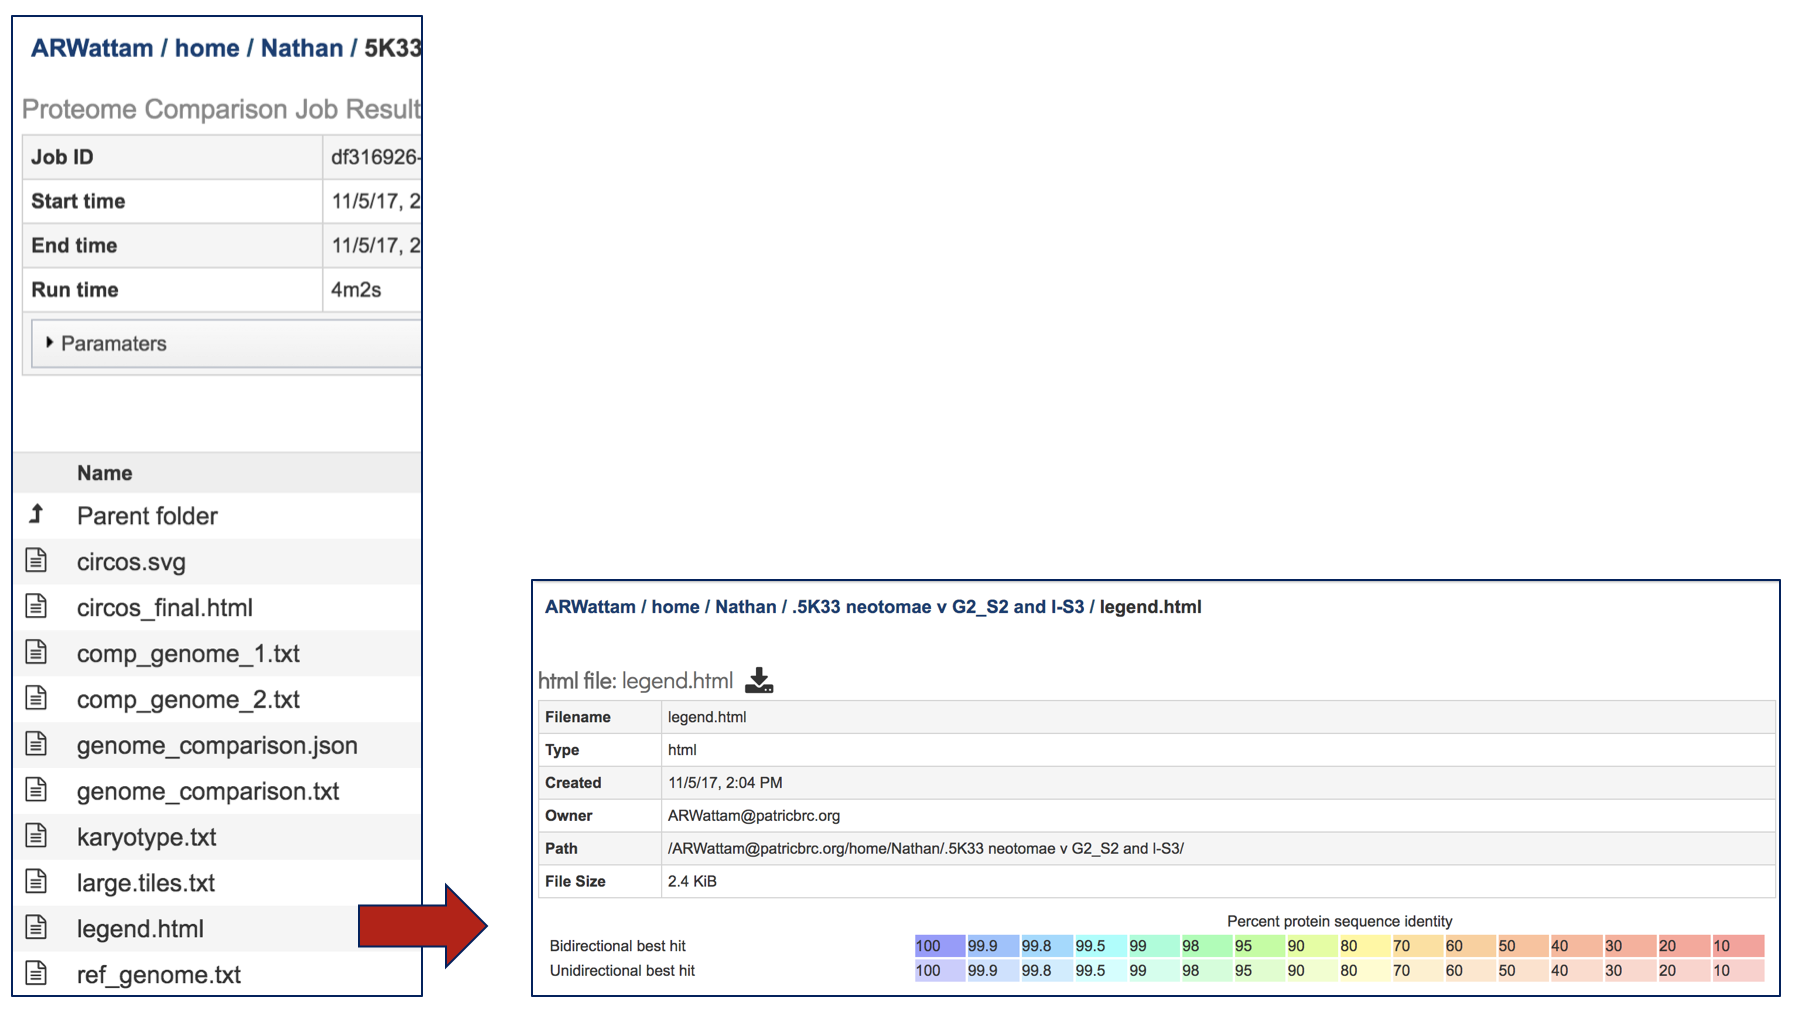 ARWattam / home / Nathan / 5K33
Proteome Comparison Job Result
Job ID df316926-
Start time 11/5/17, 2
End time 11/5/17, 2
Run time 4m2s
Paramaters
Name
Parent folder
circos.svg
circos_final.html
comp_genome_1.txt
comp_genome_2.txt
genome_comparison.json
genome_comparison.txt
karyotype.txt
large.tiles.txt
legend.html
ref_genome.txt
ARWattam / home / Nathan / .5K33 neotomae v G2_S2 and I-S3 / legend.html
html file: legend.html
Filename legend.html
Type html
Created 11/5/17, 2:04 PM
Owner ARWattam@patricbrc.org
Path /ARWattam@patricbrc.org/home/Nathan/.5K33 neotomae v G2_S2 and I-S3/
File Size 2.4 KiB
Percent protein sequence identity
Bidirectional best hit 100 99.9 99.8 99.5 99 98 95 90 80 70 60 50 40 30 20 10
Unidirectional best hit 100 99.9 99.8 99.5 99 98 95 90 80 70 60 50 40 30 20 10